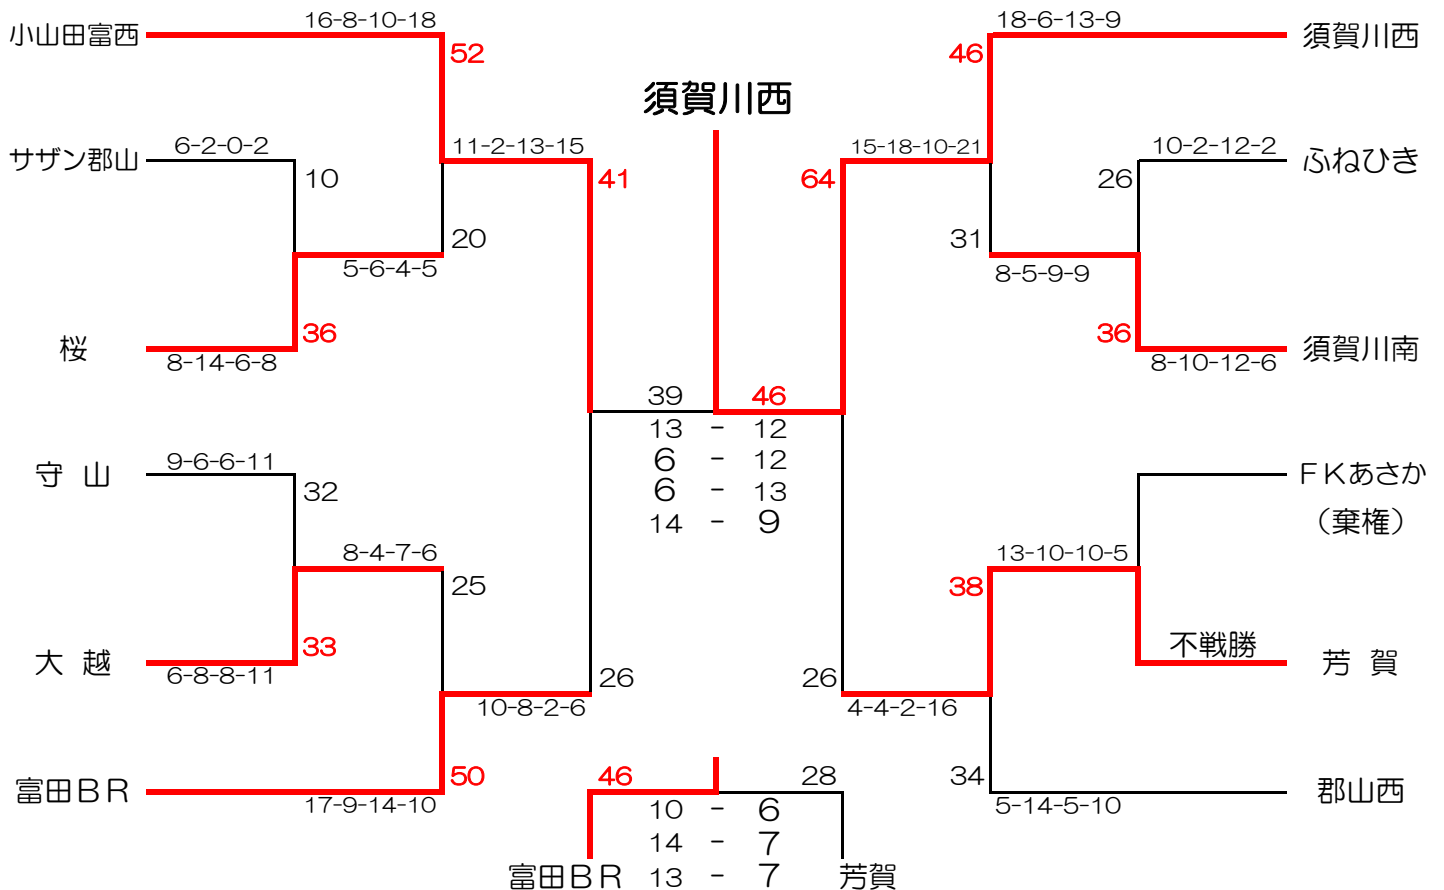 16-8-10-18
18-6-13-9
小山田富西
須賀川西
52
46
須賀川西
6-2-0-2
11-2-13-15
15-18-10-21
10-2-12-2
サザン郡山
ふねひき
10
41
64
26
20
31
5-6-4-5
8-5-9-9
36
36
桜
須賀川南
8-14-6-8
8-10-12-6
39
46
13 - 12
6 - 12
6 - 13
14 - 9
9-6-6-11
守 山
FKあさか
32
(棄権)
8-4-7-6
13-10-10-5
25
38
33
不戦勝
大 越
芳 賀
6-8-8-11
26
26
10-8-2-6
4-4-2-16
50
46
28
34
富田BR
郡山西
17-9-14-10
5-14-5-10
10 - 6
14 - 7
富田BR
13 - 7
芳賀